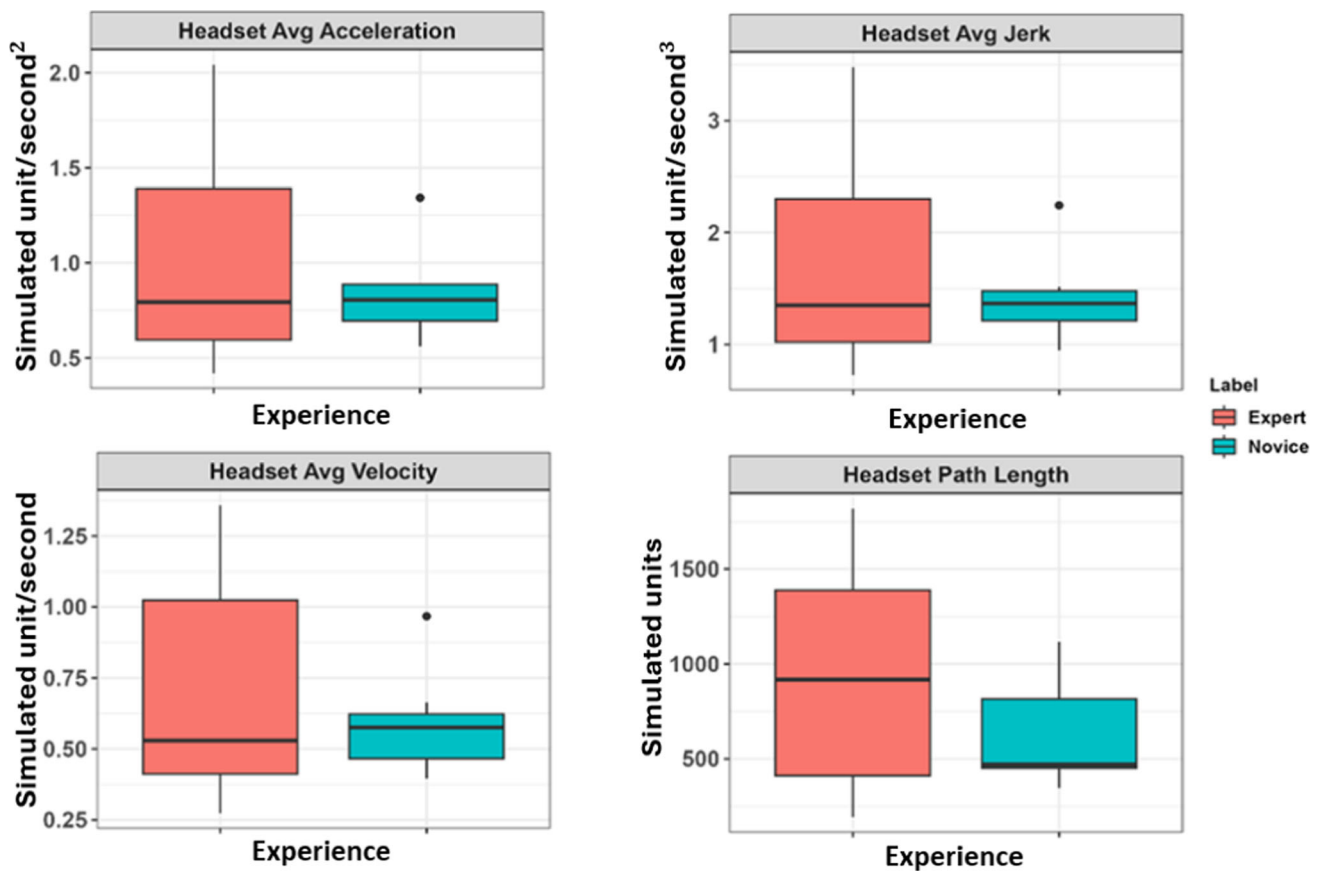 Headset Avg Acceleration
Simulated unit/second²
2.0
1.5
1.0
0.5
Experience
Headset Avg Jerk
Simulated unit/second³
3
2
1
Experience
Label
Expert
Novice
Headset Avg Velocity
Simulated unit/second
1.25
1.00
0.75
0.50
0.25
Experience
Headset Path Length
Simulated units
1500
1000
500
Experience